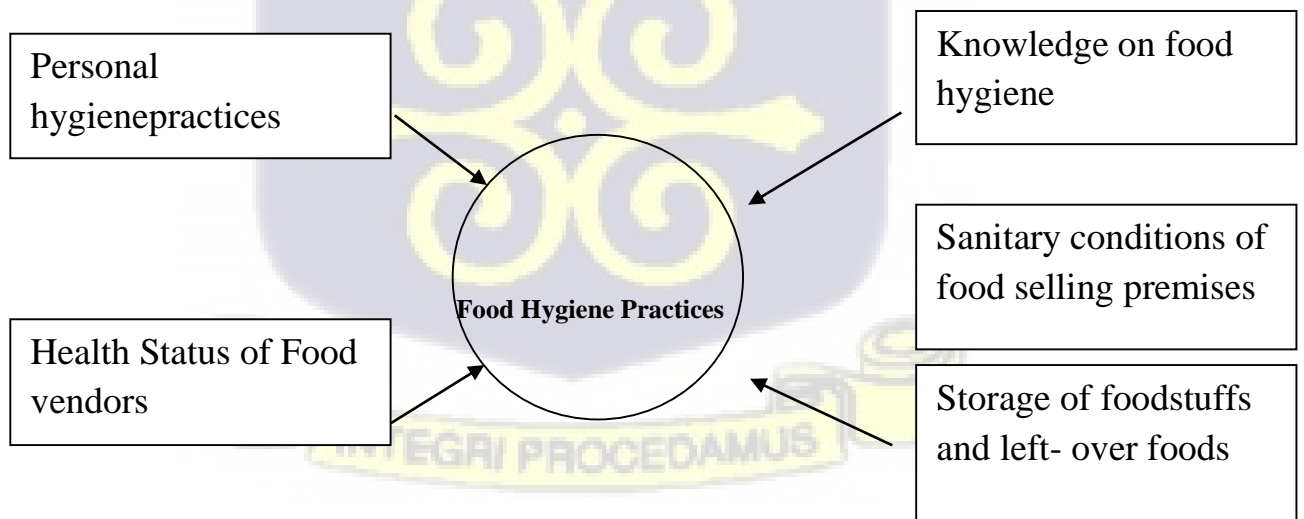 Personal
hygienepractices
Knowledge on food
hygiene
Sanitary conditions of
food selling premises
Food Hygiene Practices
Health Status of Food
vendors
Storage of foodstuffs
and left- over foods
INTEGRI PROCEDAMUS